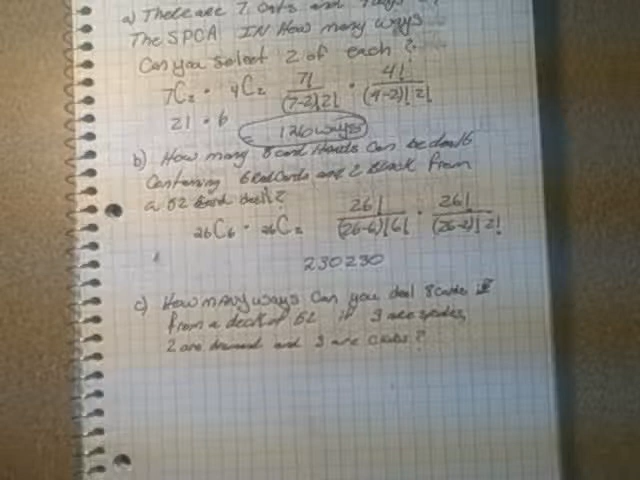 a) There are 7 Cats and 4
The SPCA IN How many ways
Can you Select 2 of each?
7C2 · 4C2 7!/(7-2)!2! · 4!/(4-2)!2!
21 · 6 126 ways
b) How many 8 card Hands Can be dealt
Containing 6 Red Cards and 2 Black from
a 52 Card deck?
26C6 · 26C2 26!/(26-6)!6! · 26!/(26-2)!2!
230230
c) How many ways Can you deal 8 cards
from a deck of 52 if 3 are spades,
2 are diamond and 3 are clubs?